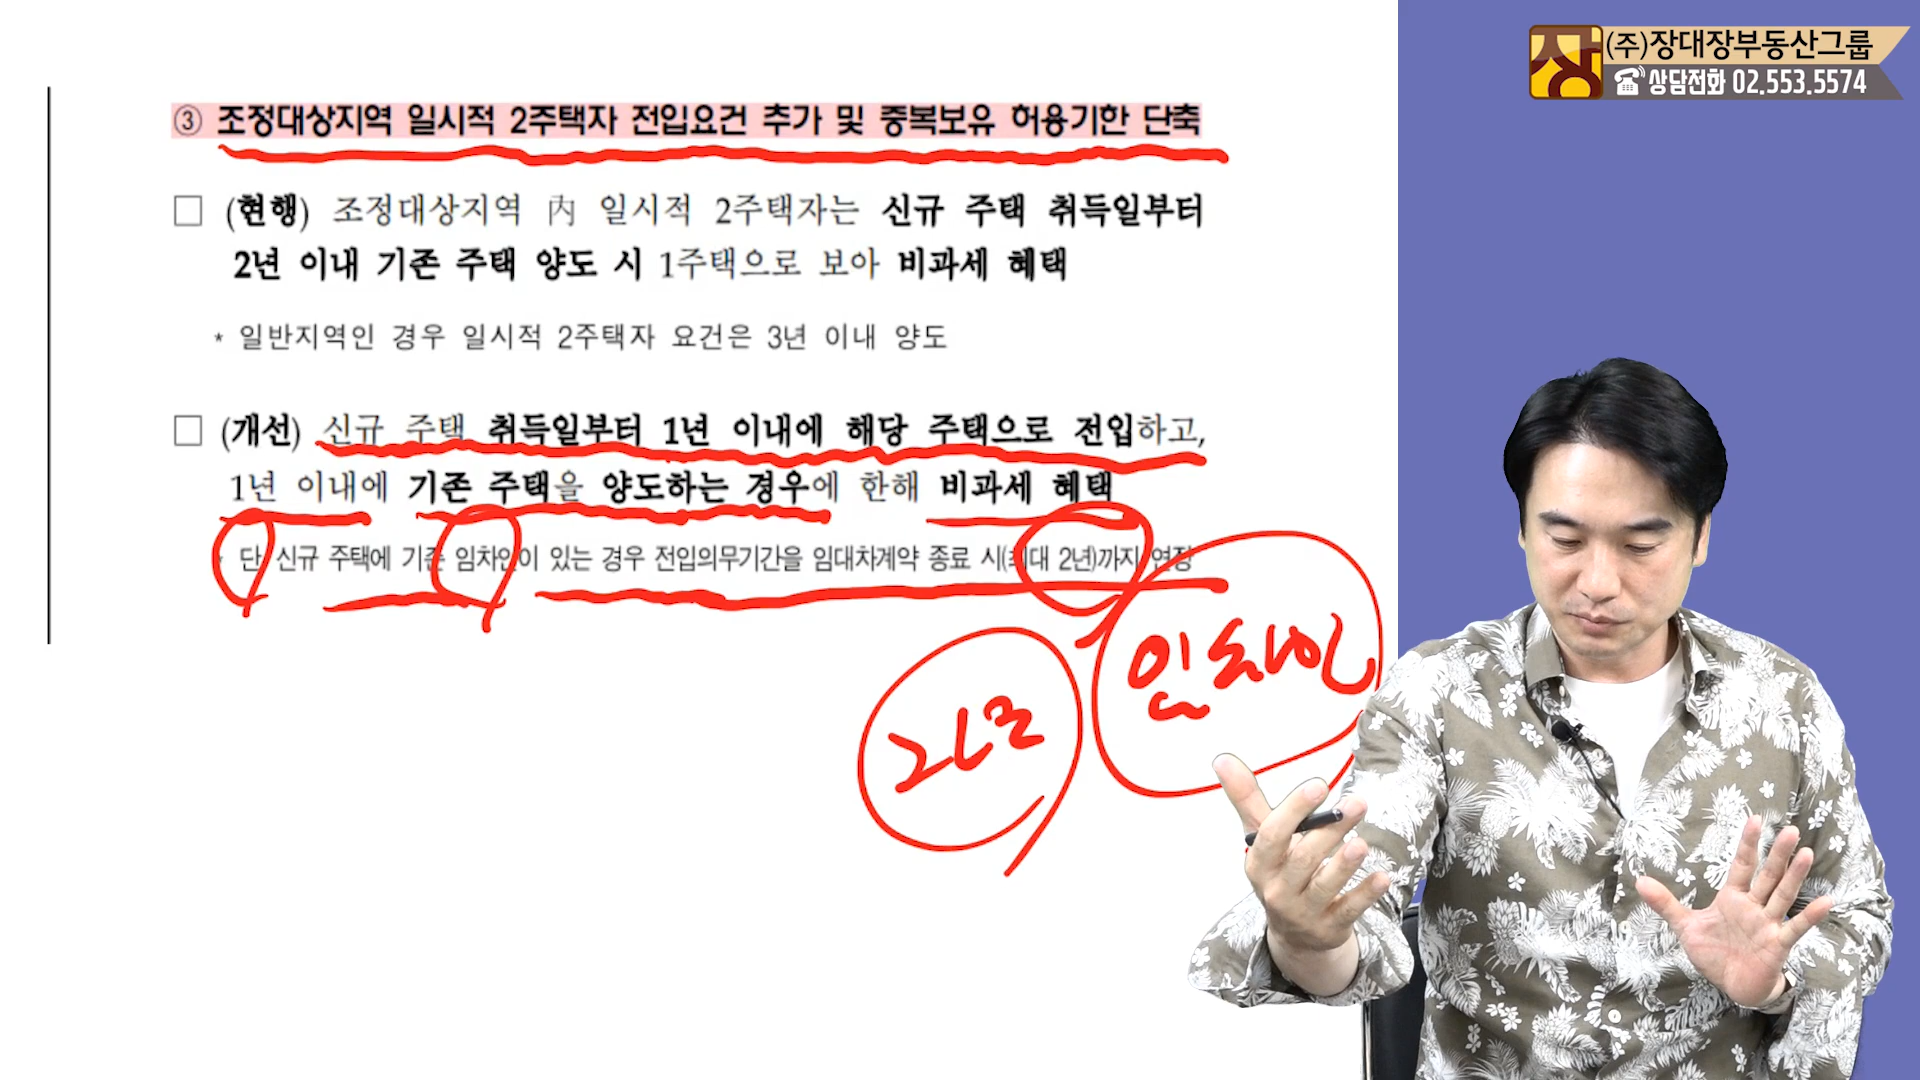 (주)장대장부동산그룹
상담전화 02.553.5574
③ 조정대상지역 일시적 2주택자 전입요건 추가 및 중복보유 허용기한 단축
□ (현행) 조정대상지역 內 일시적 2주택자는 신규 주택 취득일부터
2년 이내 기존 주택 양도 시 1주택으로 보아 비과세 혜택
* 일반지역인 경우 일시적 2주택자 요건은 3년 이내 양도
□ (개선) 신규 주택 취득일부터 1년 이내에 해당 주택으로 전입하고,
1년 이내에 기존 주택을 양도하는 경우에 한해 비과세 혜택
* 단, 신규 주택에 기존 임차인이 있는 경우 전입의무기간을 임대차계약 종료 시(최대 2년)까지 연장
임차인